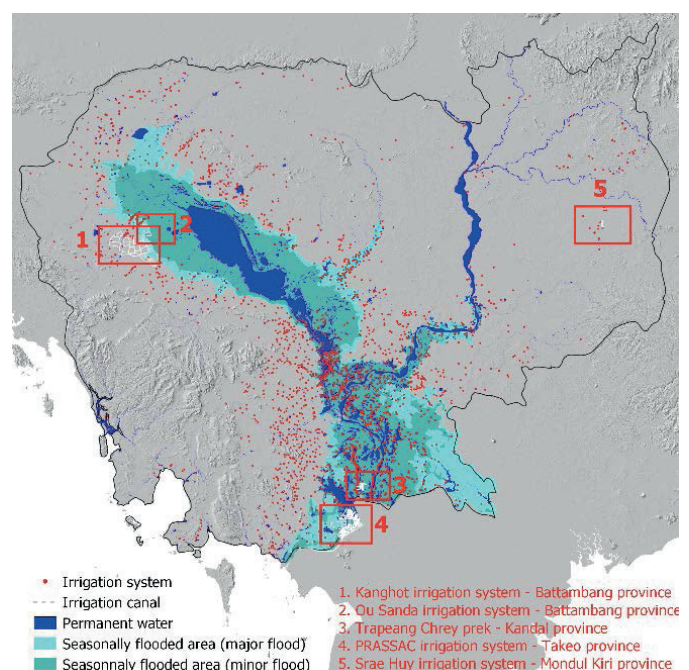 5
1
2
3
4
Irrigation system
Irrigation canal
Permanent water
Seasonally flooded area (major flood)
Seasonnaly flooded area (minor flood)
1. Kanghot irrigation system - Battambang province
2. Ou Sanda irrigation system - Battambang province
3. Trapeang Chrey prek - Kandal province
4. PRASSAC irrigation system - Takeo province
5. Srae Huy irrigation system - Mondul Kiri province